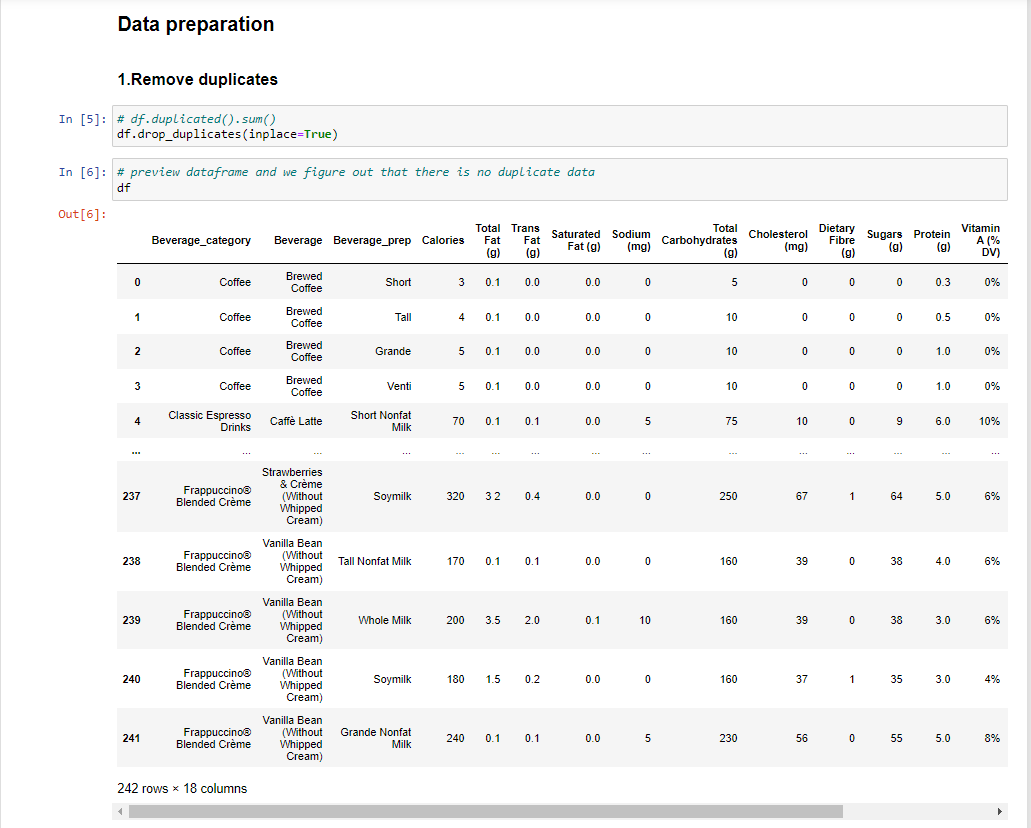 Data preparation
1.Remove duplicates
In [5]: # df.duplicated().sum()
df.drop_duplicates(inplace=True)
In [6]: # preview dataframe and we figure out that there is no duplicate data
df
Out[6]:
Beverage_category Beverage Beverage_prep Calories Total Fat (g) Trans Fat (g) Saturated Fat (g) Sodium (mg) Total Carbohydrates (g) Cholesterol (mg) Dietary Fibre (g) Sugars (g) Protein (g) Vitamin A (% DV)
0 Coffee Brewed Coffee Short 3 0.1 0.0 0.0 0 5 0 0 0 0.3 0%
1 Coffee Brewed Coffee Tall 4 0.1 0.0 0.0 0 10 0 0 0 0.5 0%
2 Coffee Brewed Coffee Grande 5 0.1 0.0 0.0 0 10 0 0 0 1.0 0%
3 Coffee Brewed Coffee Venti 5 0.1 0.0 0.0 0 10 0 0 0 1.0 0%
4 Classic Espresso Drinks Caffè Latte Short Nonfat Milk 70 0.1 0.1 0.0 5 75 10 0 9 6.0 10%
... ... ... ... ... ... ... ... ... ... ... ... ... ... ...
237 Frappuccino® Blended Crème Strawberries & Crème (Without Whipped Cream) Soymilk 320 3 2 0.4 0.0 0 250 67 1 64 5.0 6%
238 Frappuccino® Blended Crème Vanilla Bean (Without Whipped Cream) Tall Nonfat Milk 170 0.1 0.1 0.0 0 160 39 0 38 4.0 6%
239 Frappuccino® Blended Crème Vanilla Bean (Without Whipped Cream) Whole Milk 200 3.5 2.0 0.1 10 160 39 0 38 3.0 6%
240 Frappuccino® Blended Crème Vanilla Bean (Without Whipped Cream) Soymilk 180 1.5 0.2 0.0 0 160 37 1 35 3.0 4%
241 Frappuccino® Blended Crème Vanilla Bean (Without Whipped Cream) Grande Nonfat Milk 240 0.1 0.1 0.0 5 230 56 0 55 5.0 8%
242 rows × 18 columns